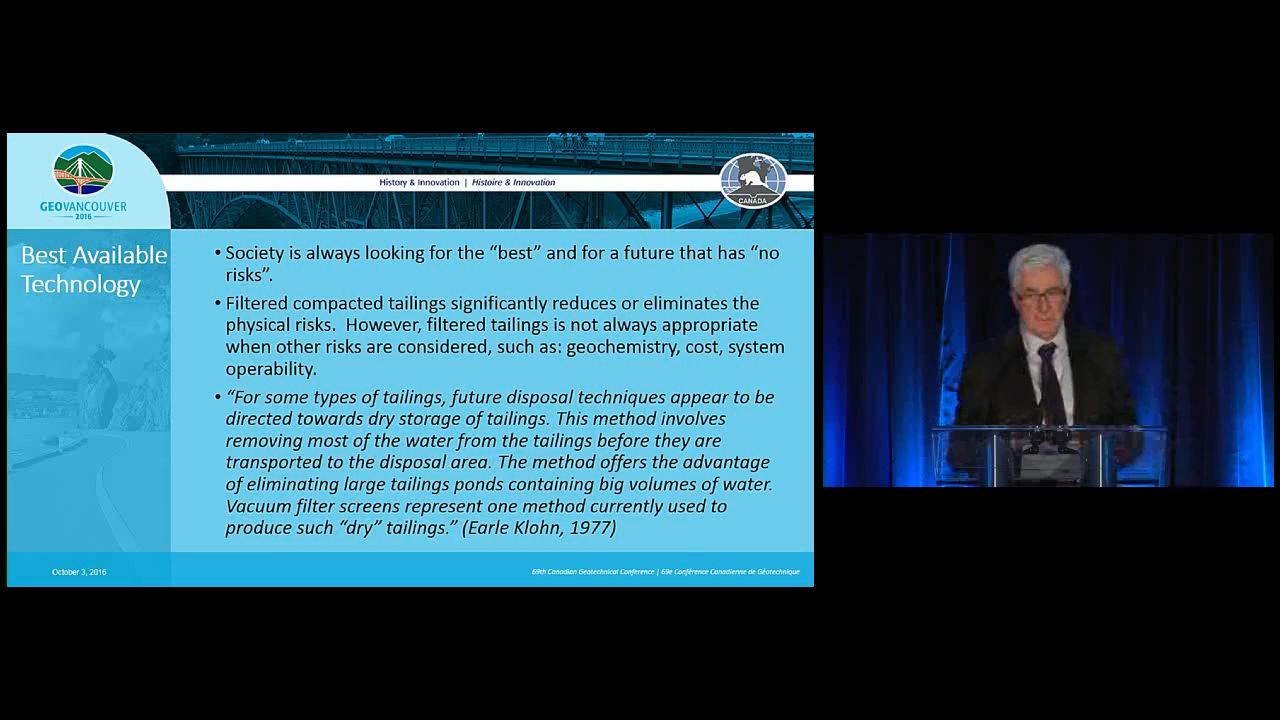 History & Innovation | Histoire & Innovation
CANADA
GEOVANCOUVER
2016
Best Available
Technology
• Society is always looking for the “best” and for a future that has “no
risks”.
• Filtered compacted tailings significantly reduces or eliminates the
physical risks. However, filtered tailings is not always appropriate
when other risks are considered, such as: geochemistry, cost, system
operability.
• “For some types of tailings, future disposal techniques appear to be
directed towards dry storage of tailings. This method involves
removing most of the water from the tailings before they are
transported to the disposal area. The method offers the advantage
of eliminating large tailings ponds containing big volumes of water.
Vacuum filter screens represent one method currently used to
produce such “dry” tailings.” (Earle Klohn, 1977)
October 3, 2016
69th Canadian Geotechnical Conference | 69e Conférence Canadienne de Géotechnique